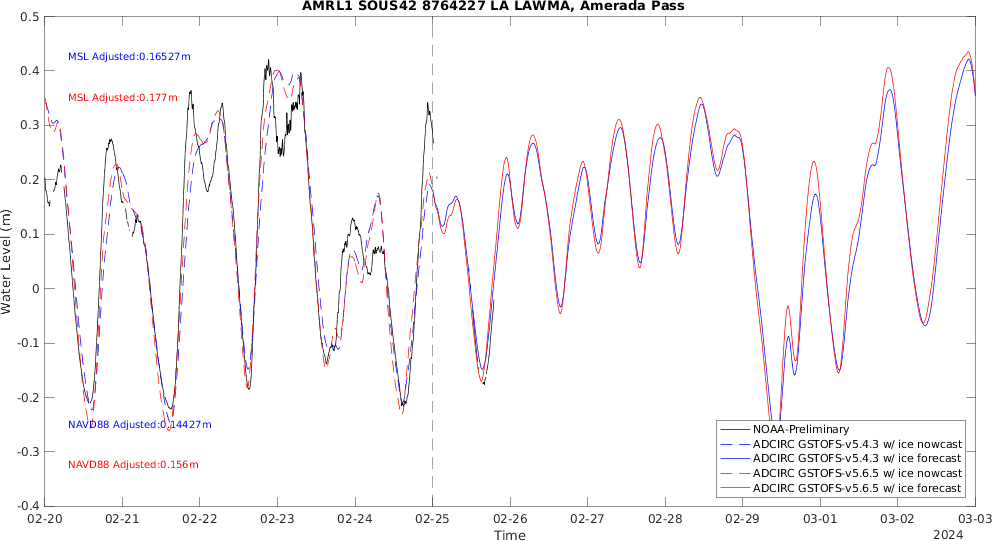 AMRL1 SOUS42 8764227 LA LAWMA, Amerada Pass
0.5
0.4
0.3
0.2
0.1
0
-0.1
-0.2
-0.3
-0.4
Water Level (m)
MSL Adjusted:0.16527m
MSL Adjusted:0.177m
NAVD88 Adjusted:0.14427m
NAVD88 Adjusted:0.156m
NOAA-Preliminary
ADCIRC GSTOFS-v5.4.3 w/ ice nowcast
ADCIRC GSTOFS-v5.4.3 w/ ice forecast
ADCIRC GSTOFS-v5.6.5 w/ ice nowcast
ADCIRC GSTOFS-v5.6.5 w/ ice forecast
02-20 02-21 02-22 02-23 02-24 02-25 02-26 02-27 02-28 02-29 03-01 03-02 03-03
Time
2024